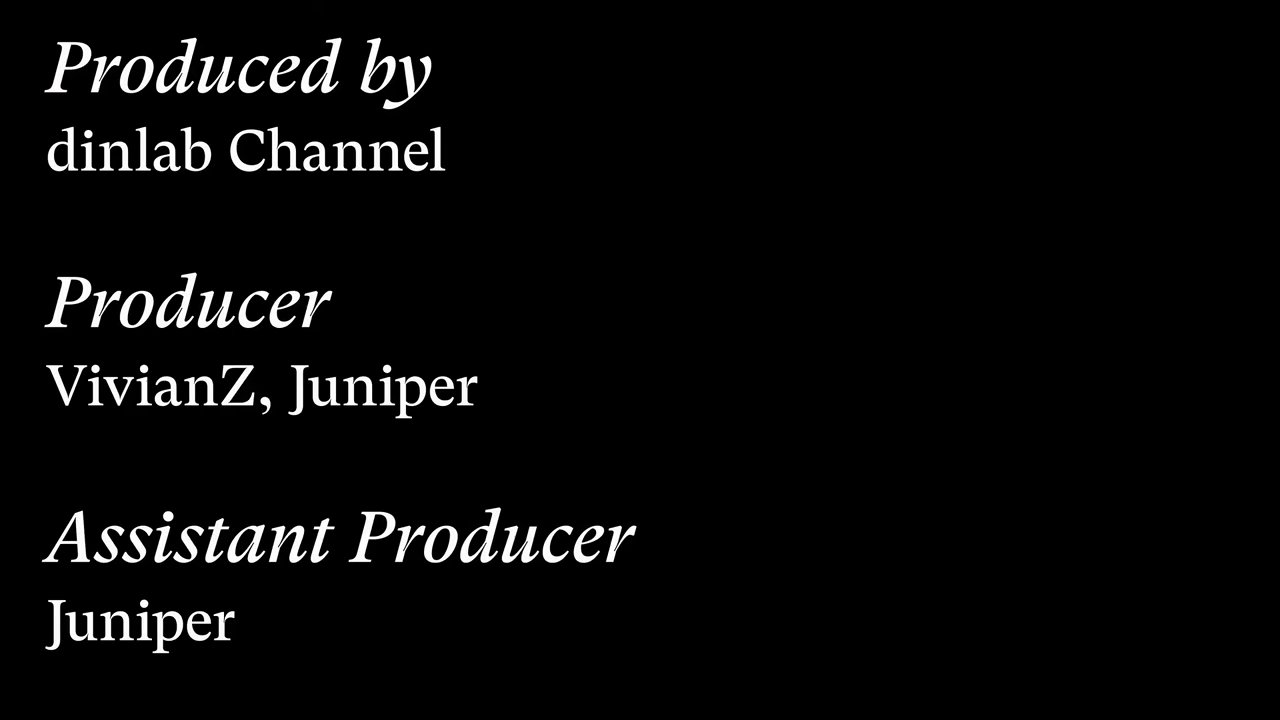 Produced by
dinlab Channel
Producer
VivianZ, Juniper
Assistant Producer
Juniper